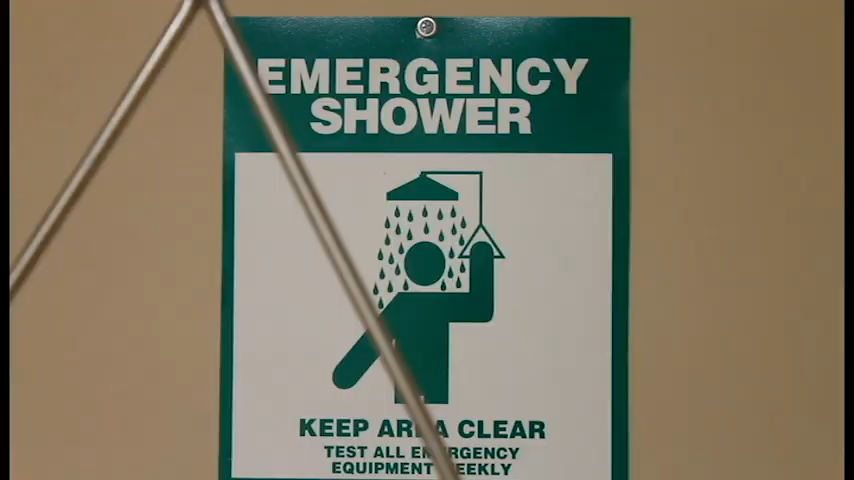 EMERGENCY
SHOWER
KEEP AREA CLEAR
TEST ALL EMERGENCY
EQUIPMENT WEEKLY